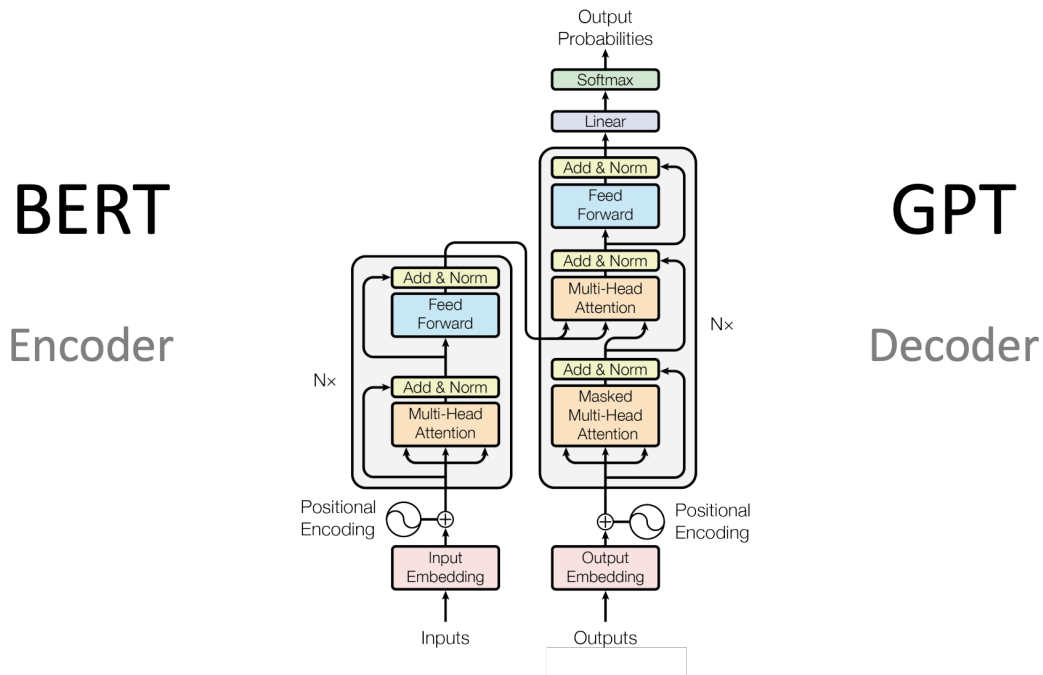 Output
Probabilities
Softmax
Linear
Add & Norm
Feed
Forward
Add & Norm
Multi-Head
Attention
Add & Norm
Masked
Multi-Head
Attention
Nx
Positional
Encoding
Output
Embedding
Outputs
Add & Norm
Feed
Forward
Add & Norm
Multi-Head
Attention
Nx
Positional
Encoding
Input
Embedding
Inputs
BERT
Encoder
GPT
Decoder